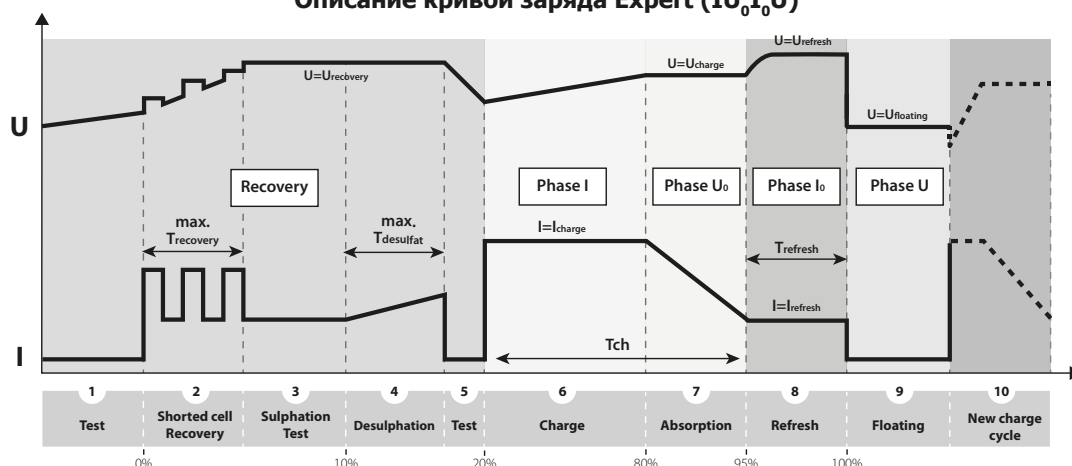 Описание кривой заряда Expert (IU₀I₀U)
U
U=Urecovery
U=Ucharge
U=Urefresh
U=Ufloating
Recovery
Phase I
Phase U₀
Phase I₀
Phase U
max.
Trecovery
max.
Tdesulfat
I=Icharge
Trefresh
I=Irefresh
Tch
I
1
2
3
4
5
6
7
8
9
10
Test
Shorted cell
Recovery
Sulphation
Test
Desulphation
Test
Charge
Absorption
Refresh
Floating
New charge
cycle
0%
10%
20%
80%
95%
100%